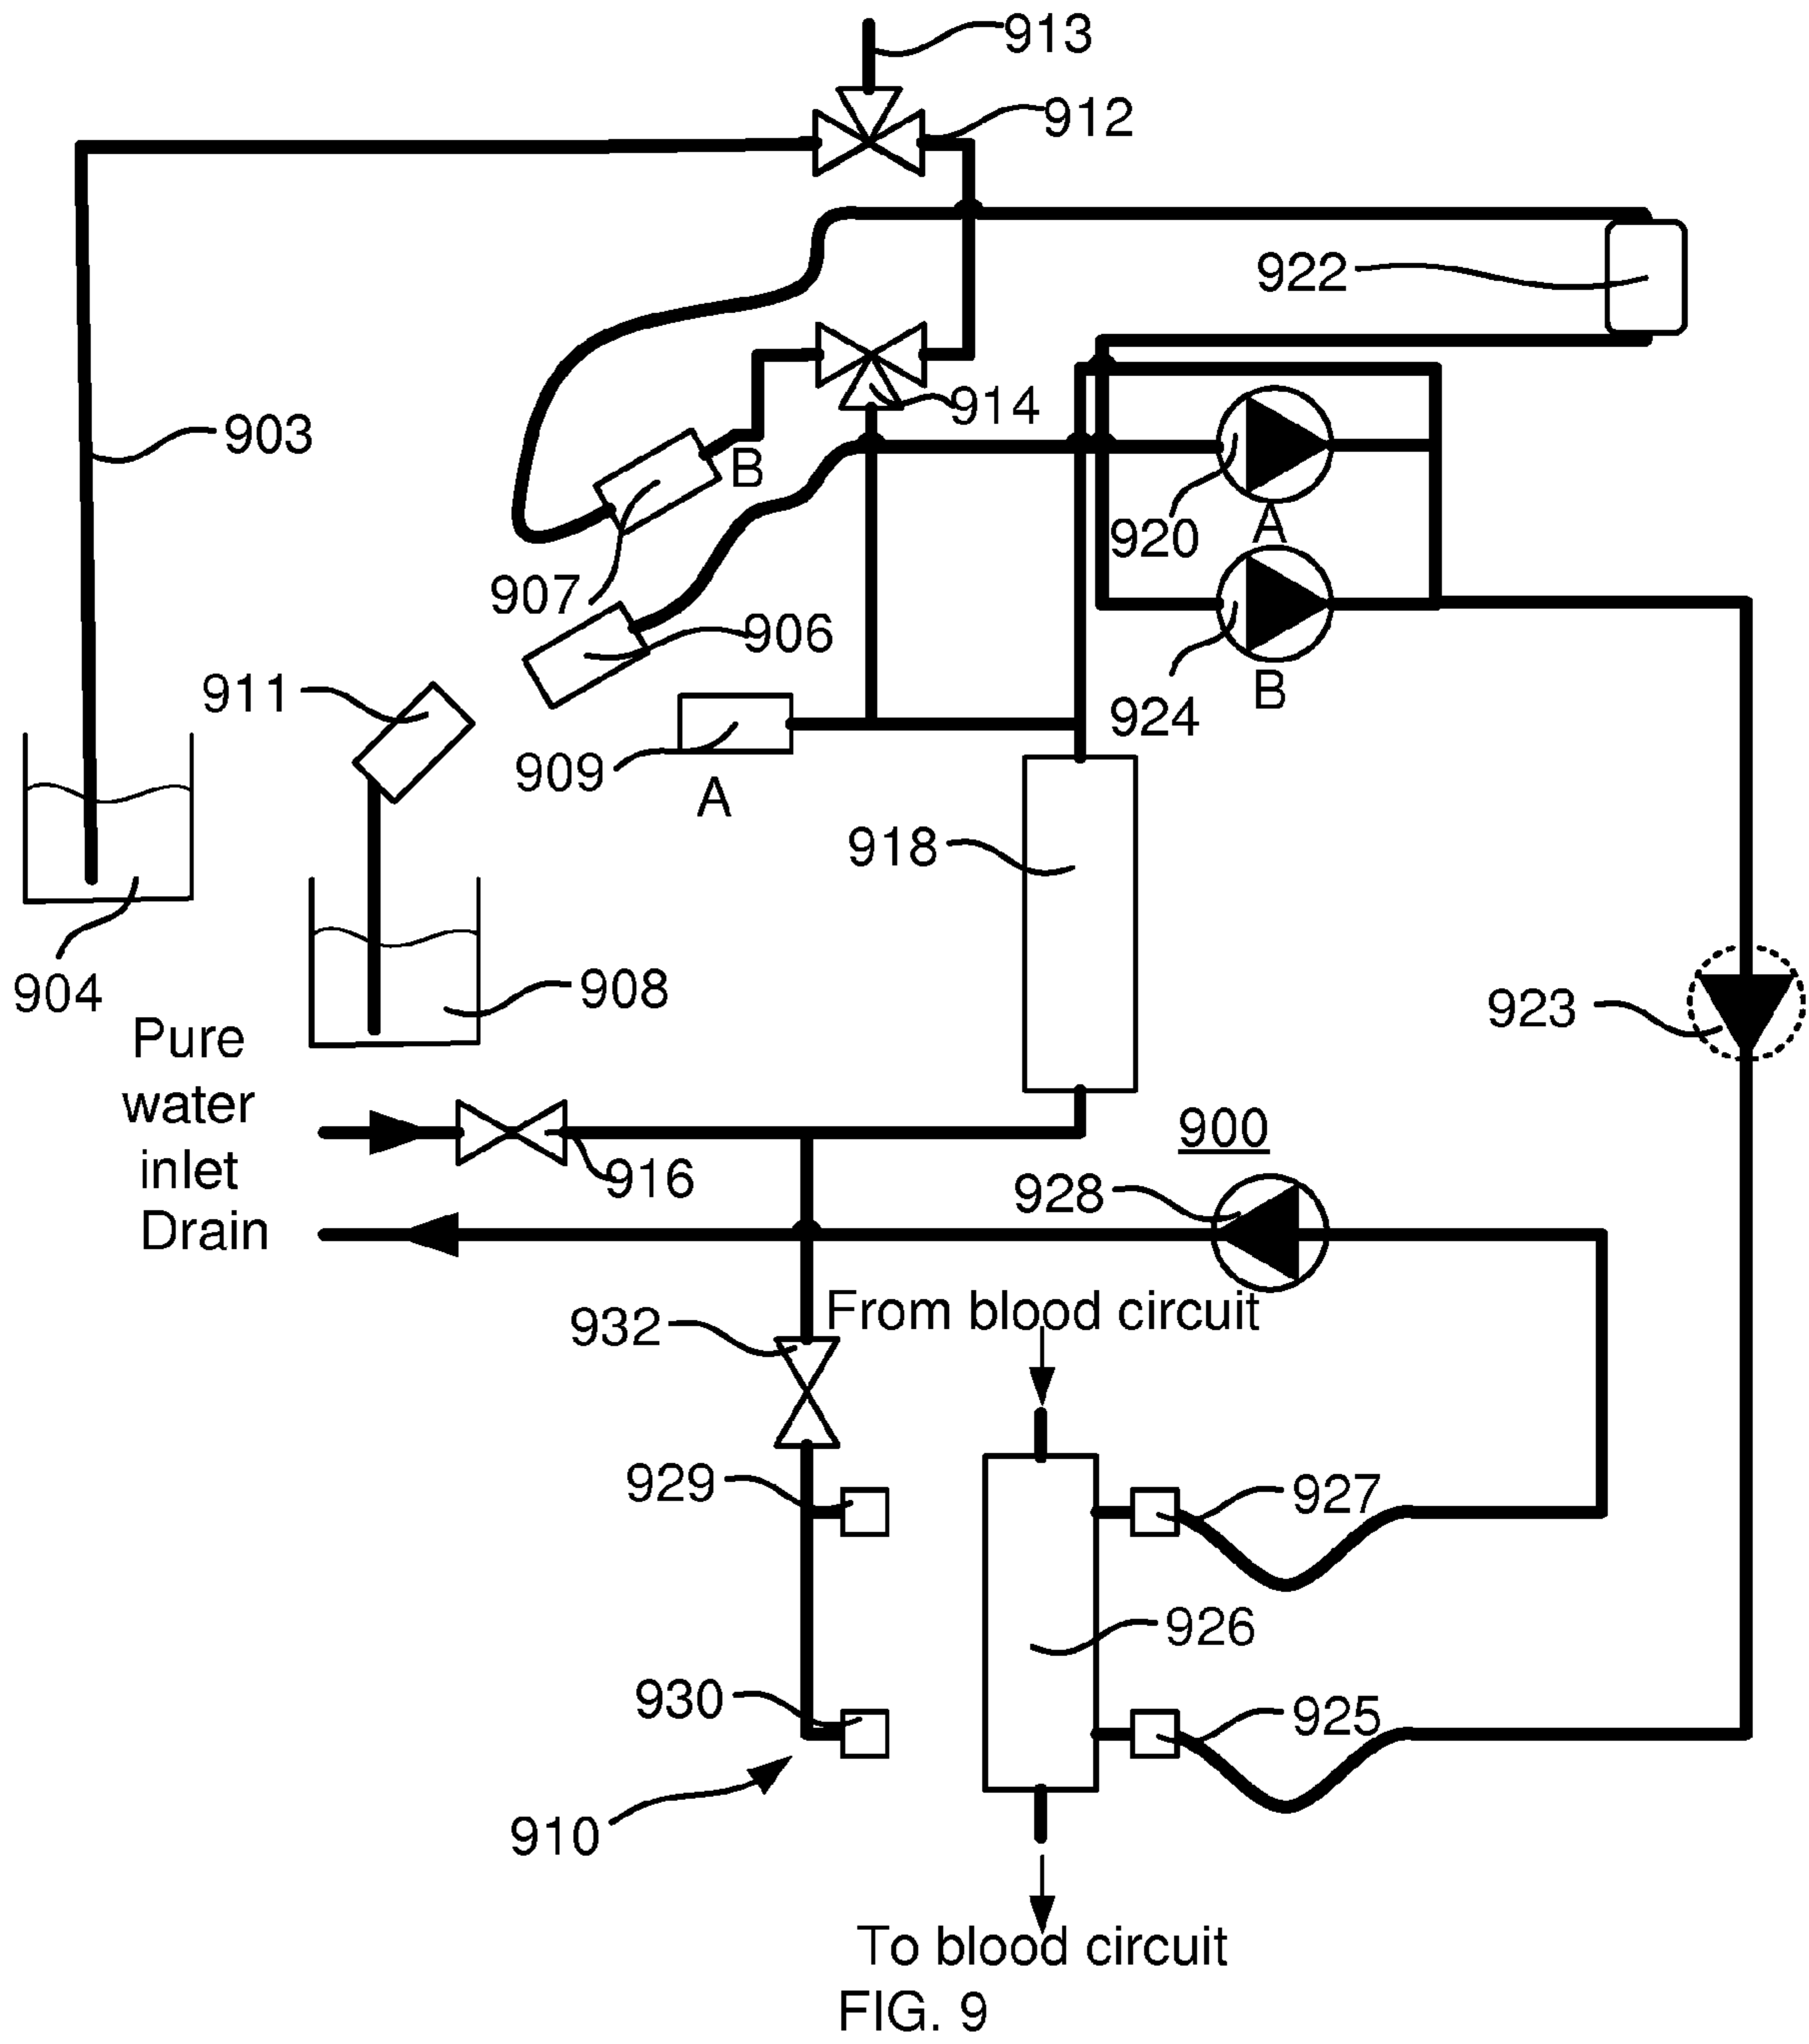 913
912
922
914
903
B
920
A
907
906
911
924
B
909
A
918
904
908
923
Pure
water
inlet
900
916
928
Drain
From blood circuit
932
929
927
926
930
925
910
To blood circuit
FIG. 9